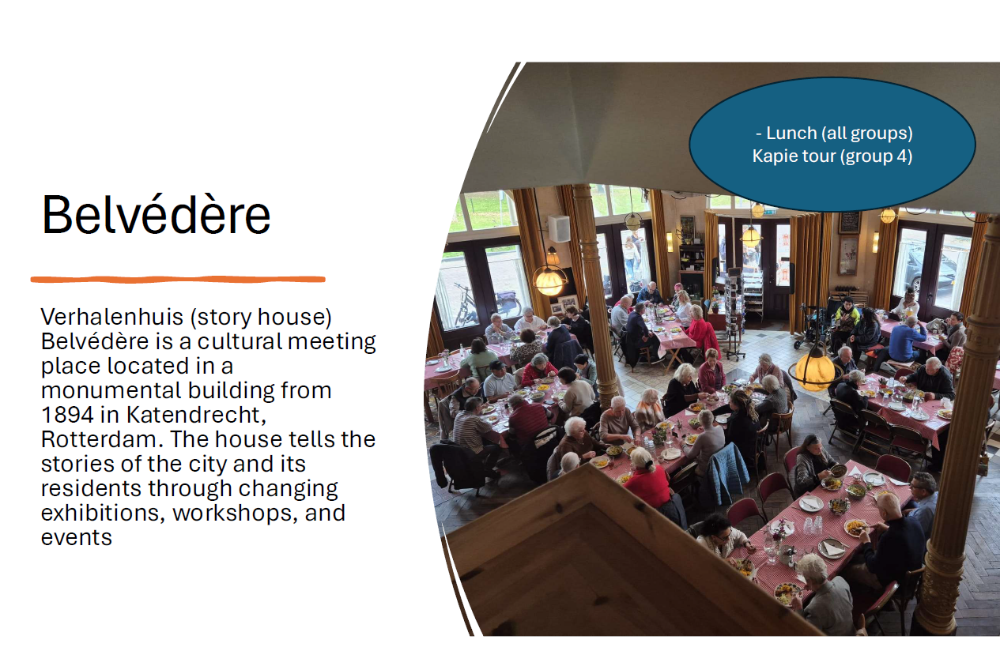 Belvédère
Verhalenhuis (story house)
Belvédère is a cultural meeting
place located in a
monumental building from
1894 in Katendrecht,
Rotterdam. The house tells the
stories of the city and its
residents through changing
exhibitions, workshops, and
events
- Lunch (all groups)
Kapie tour (group 4)